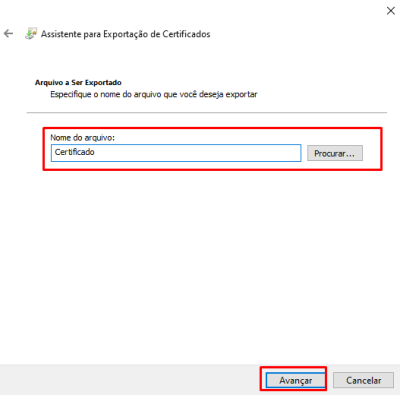 Assistente para Exportação de Certificados
Arquivo a Ser Exportado
Especifique o nome do arquivo que você deseja exportar
Nome do arquivo:
Certificado
Procurar...
Avançar
Cancelar